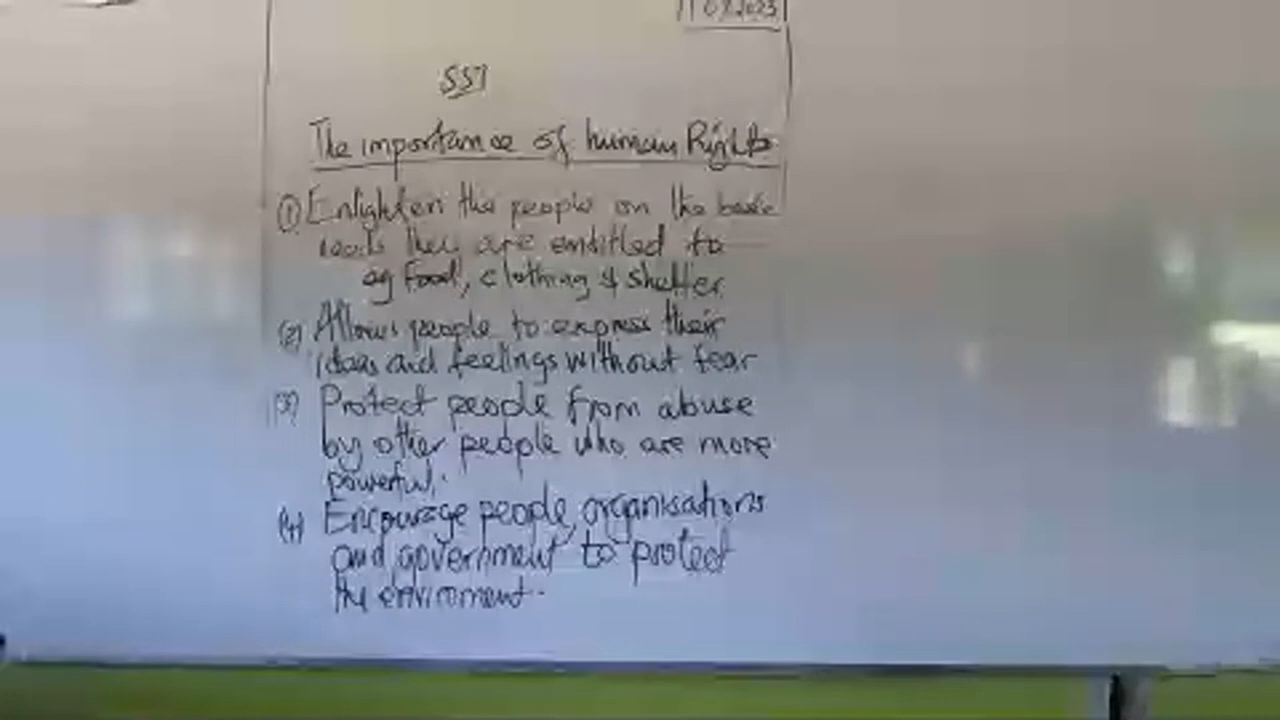 SST
The importance of human Rights
(1) Enlighten the people on the basic
needs they are entitled to
eg Food, clothing & shelter.
(2) Allows people to express their
ideas and feelings without fear
(3) Protect people from abuse
by other people who are more
powerful.
(4) Encourage people, organisations
and government to protect
the environment.